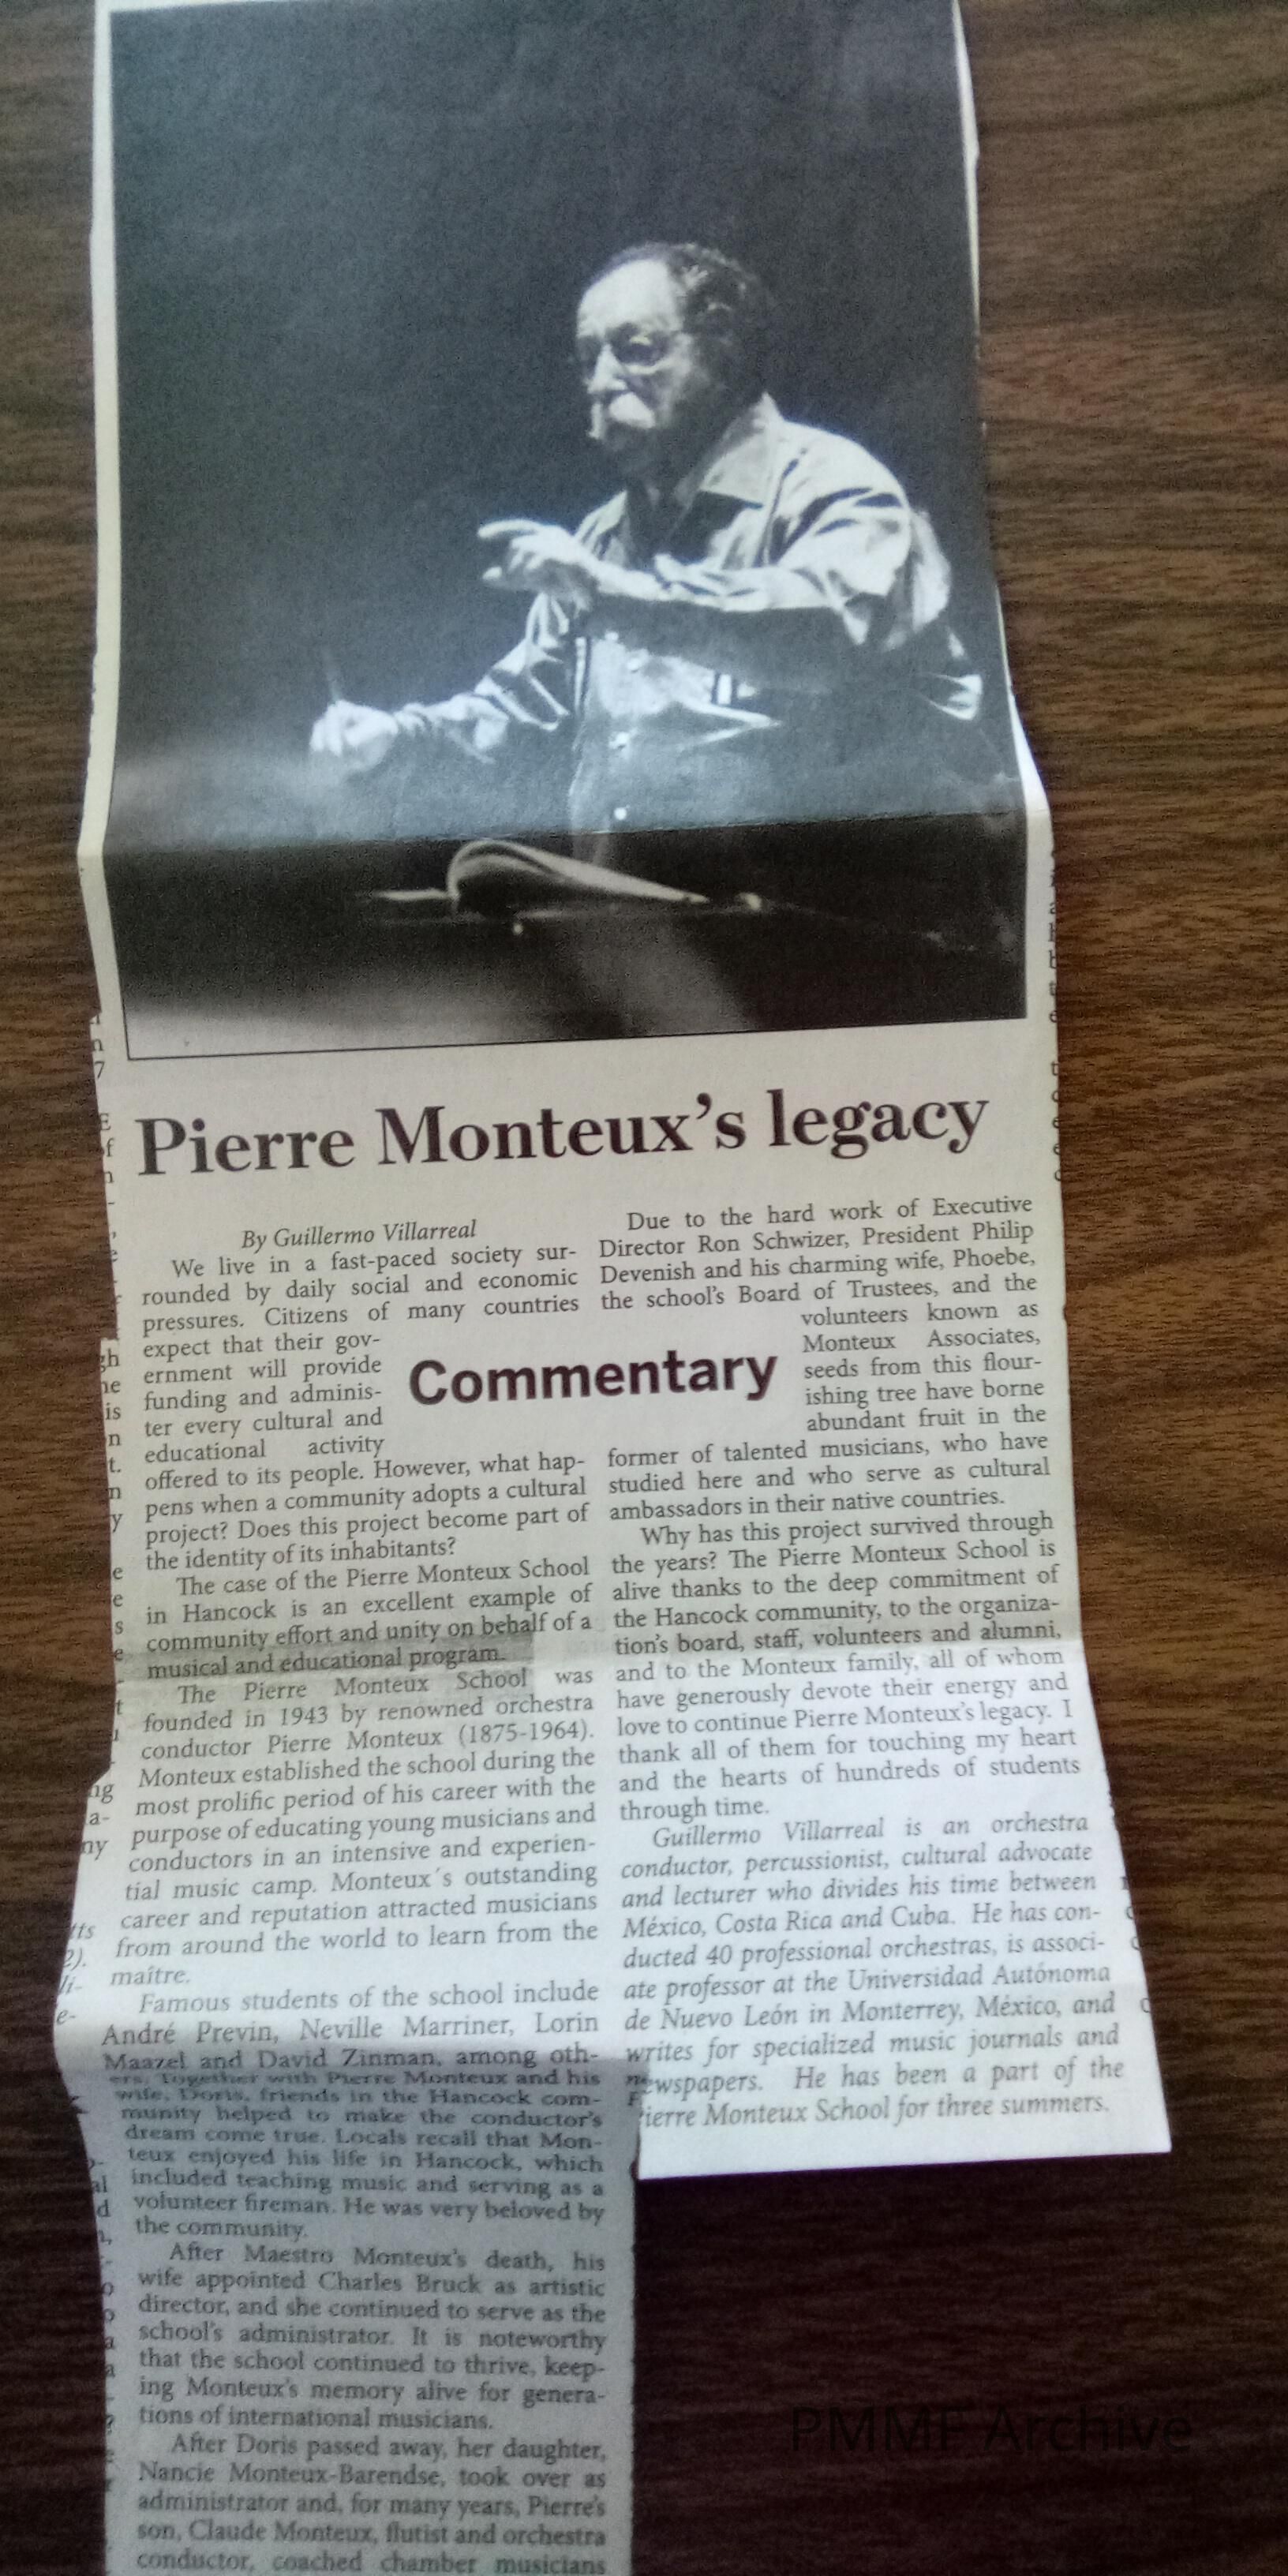 Pierre Monteux's legacy
By Guillermo Villarreal
We live in a fast-paced society sur-
rounded by daily social and economic
pressures. Citizens of many countries
expect that their gov-
ernment will provide
funding and adminis-
ter every cultural and
educational activity
offered to its people. However, what hap-
pens when a community adopts a cultural
project? Does this project become part of
the identity of its inhabitants?
The case of the Pierre Monteux School
in Hancock is an excellent example of
community effort and unity on behalf of a
musical and educational program.
The Pierre Monteux School was
founded in 1943 by renowned orchestra
conductor Pierre Monteux (1875-1964).
Monteux established the school during the
most prolific period of his career with the
purpose of educating young musicians and
conductors in an intensive and experien-
tial music camp. Monteux´s outstanding
career and reputation attracted musicians
from around the world to learn from the
maître.
Famous students of the school include
André Previn, Neville Marriner, Lorin
Maazel and David Zinman, among oth-
ers. Together with Pierre Monteux and his
wife, Doris, friends in the Hancock com-
munity helped to make the conductor's
dream come true. Locals recall that Mon-
teux enjoyed his life in Hancock, which
included teaching music and serving as a
volunteer fireman. He was very beloved by
the community.
After Maestro Monteux's death, his
wife appointed Charles Bruck as artistic
director, and she continued to serve as the
school's administrator. It is noteworthy
that the school continued to thrive, keep-
ing Monteux's memory alive for genera-
tions of international musicians.
After Doris passed away, her daughter,
Nancie Monteux-Barendse, took over as
administrator and, for many years, Pierre's
son, Claude Monteux, flutist and orchestra
conductor, coached chamber musicians
Commentary
Due to the hard work of Executive
Director Ron Schwizer, President Philip
Devenish and his charming wife, Phoebe,
the school's Board of Trustees, and the
volunteers known as
Monteux Associates,
seeds from this flour-
ishing tree have borne
abundant fruit in the
former of talented musicians, who have
studied here and who serve as cultural
ambassadors in their native countries.
Why has this project survived through
the years? The Pierre Monteux School is
alive thanks to the deep commitment of
the Hancock community, to the organiza-
tion's board, staff, volunteers and alumni,
and to the Monteux family, all of whom
have generously devote their energy and
love to continue Pierre Monteux's legacy. I
thank all of them for touching my heart
and the hearts of hundreds of students
through time.
Guillermo Villarreal is an orchestra
conductor, percussionist, cultural advocate
and lecturer who divides his time between
México, Costa Rica and Cuba. He has con-
ducted 40 professional orchestras, is associ-
ate professor at the Universidad Autónoma
de Nuevo León in Monterrey, México, and
writes for specialized music journals and
newspapers. He has been a part of the
Pierre Monteux School for three summers.
PMMF Archive